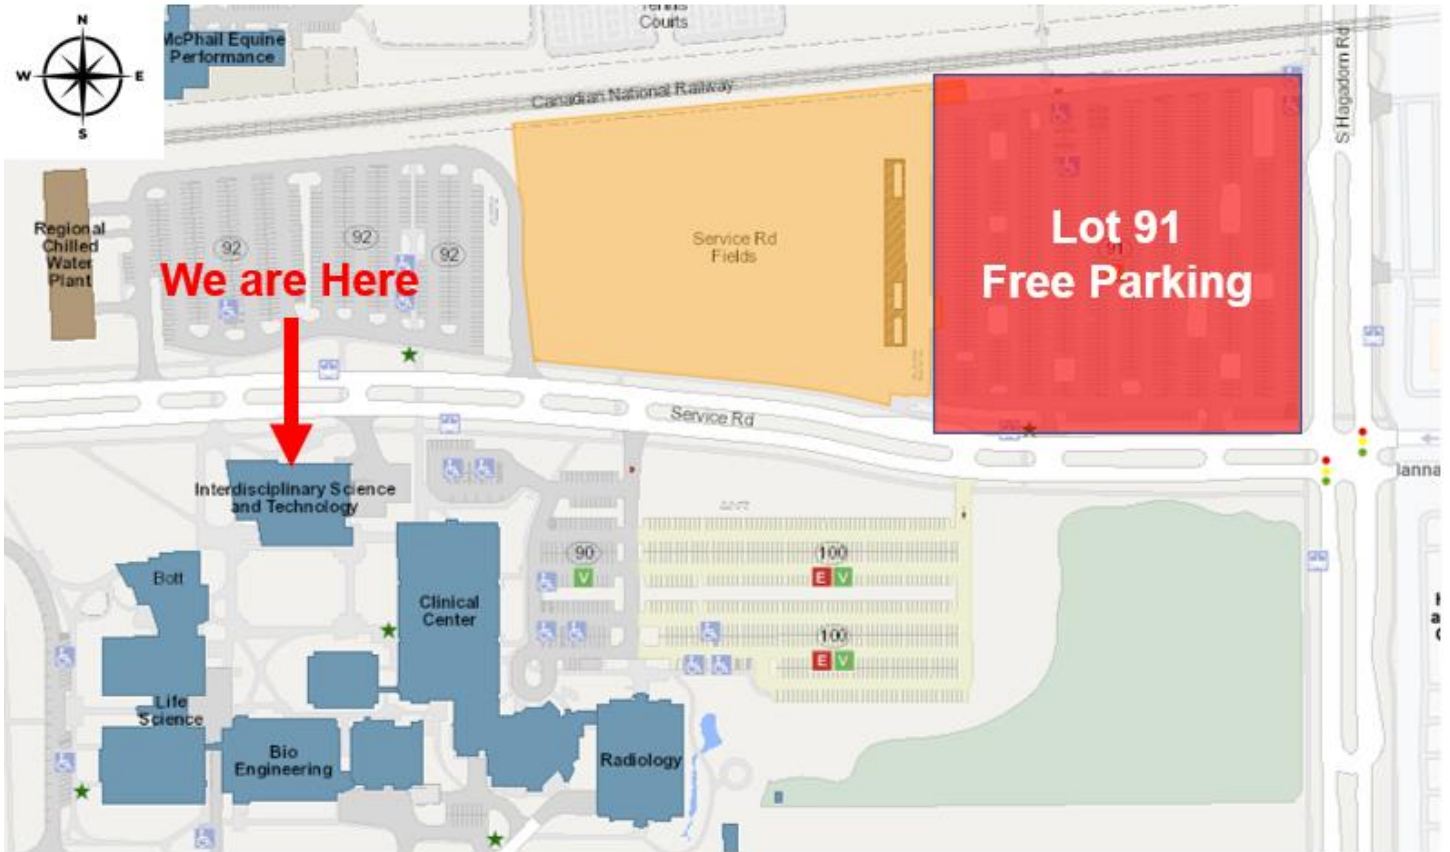 N
W
E
S
McPhail Equine
Performance
Tennis
Courts
Canadian National Railway
S Hagadorn Rd
Regional
Chilled
Water
Plant
92
92
92
We are Here
Service Rd
Fields
Lot 91
91
Free Parking
Service Rd
Interdisciplinary Science
and Technology
Bott
Clinical
Center
90
V
100
E V
100
E V
Life
Science
Bio
Engineering
Radiology